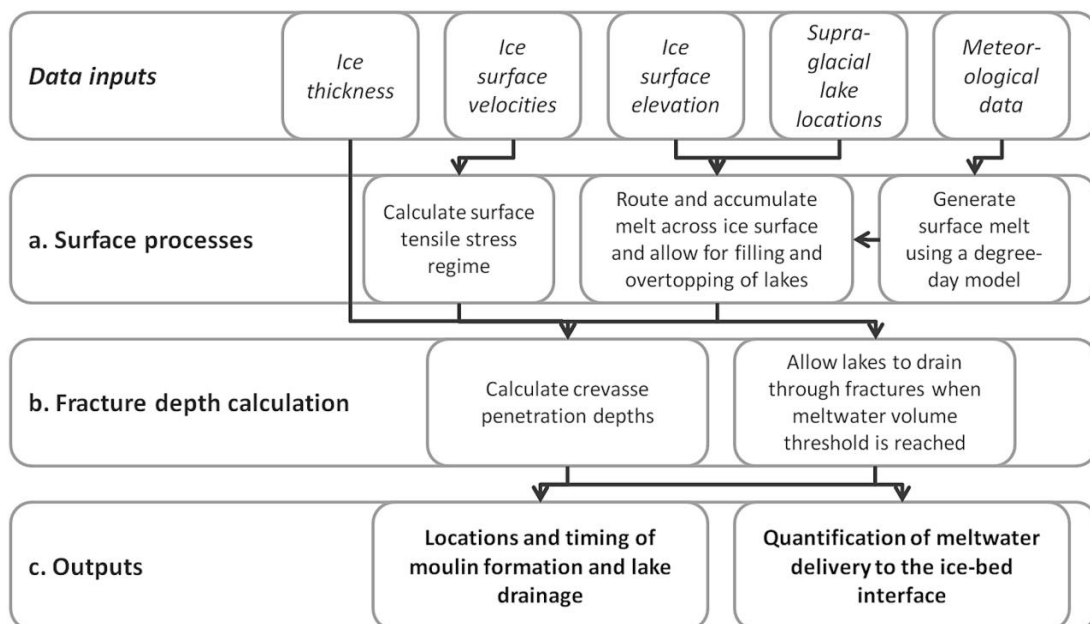 Data inputs
Ice
thickness
Ice
surface
velocities
Ice
surface
elevation
Supra-
glacial
lake
locations
Meteor-
ological
data
a. Surface processes
Calculate surface
tensile stress
regime
Route and accumulate
melt across ice surface
and allow for filling and
overtopping of lakes
Generate
surface melt
using a degree-
day model
b. Fracture depth calculation
Calculate crevasse
penetration depths
Allow lakes to drain
through fractures when
meltwater volume
threshold is reached
c. Outputs
Locations and timing of
moulin formation and lake
drainage
Quantification of meltwater
delivery to the ice-bed
interface